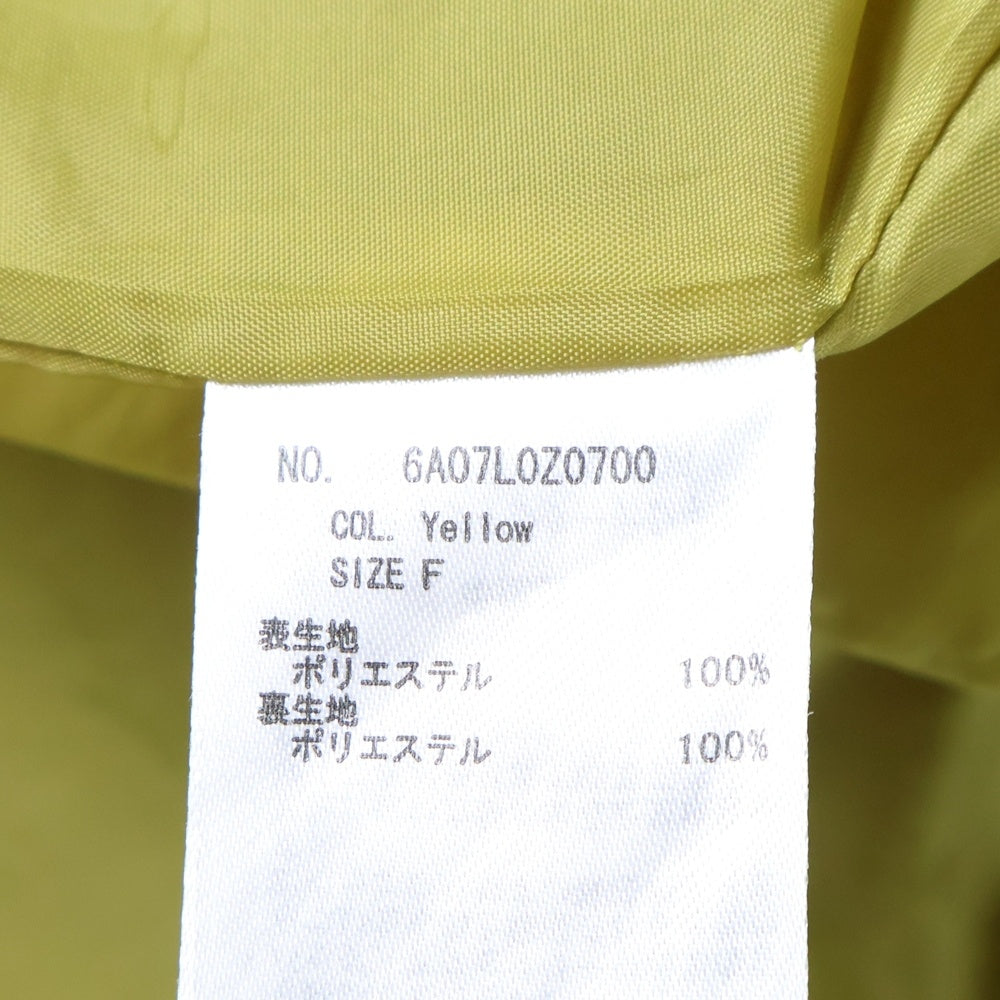 NO. 6A07L0Z0700
COL. Yellow
SIZE F
表生地
ポリエステル 100%
裏生地
ポリエステル 100%